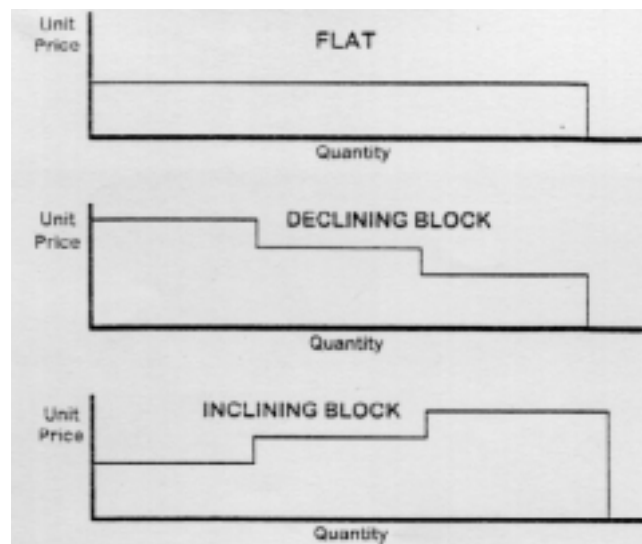 Unit
Price
FLAT
Quantity
Unit
Price
DECLINING BLOCK
Quantity
Unit
Price
INCLINING BLOCK
Quantity